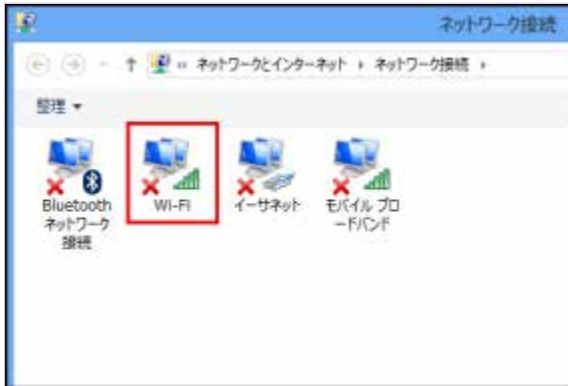 ネットワーク接続
« ネットワークとインターネット ▸ ネットワーク接続 ▸
整理 ▼
Bluetooth
ネットワーク
接続
Wi-Fi
イーサネット
モバイル ブロ
ードバンド